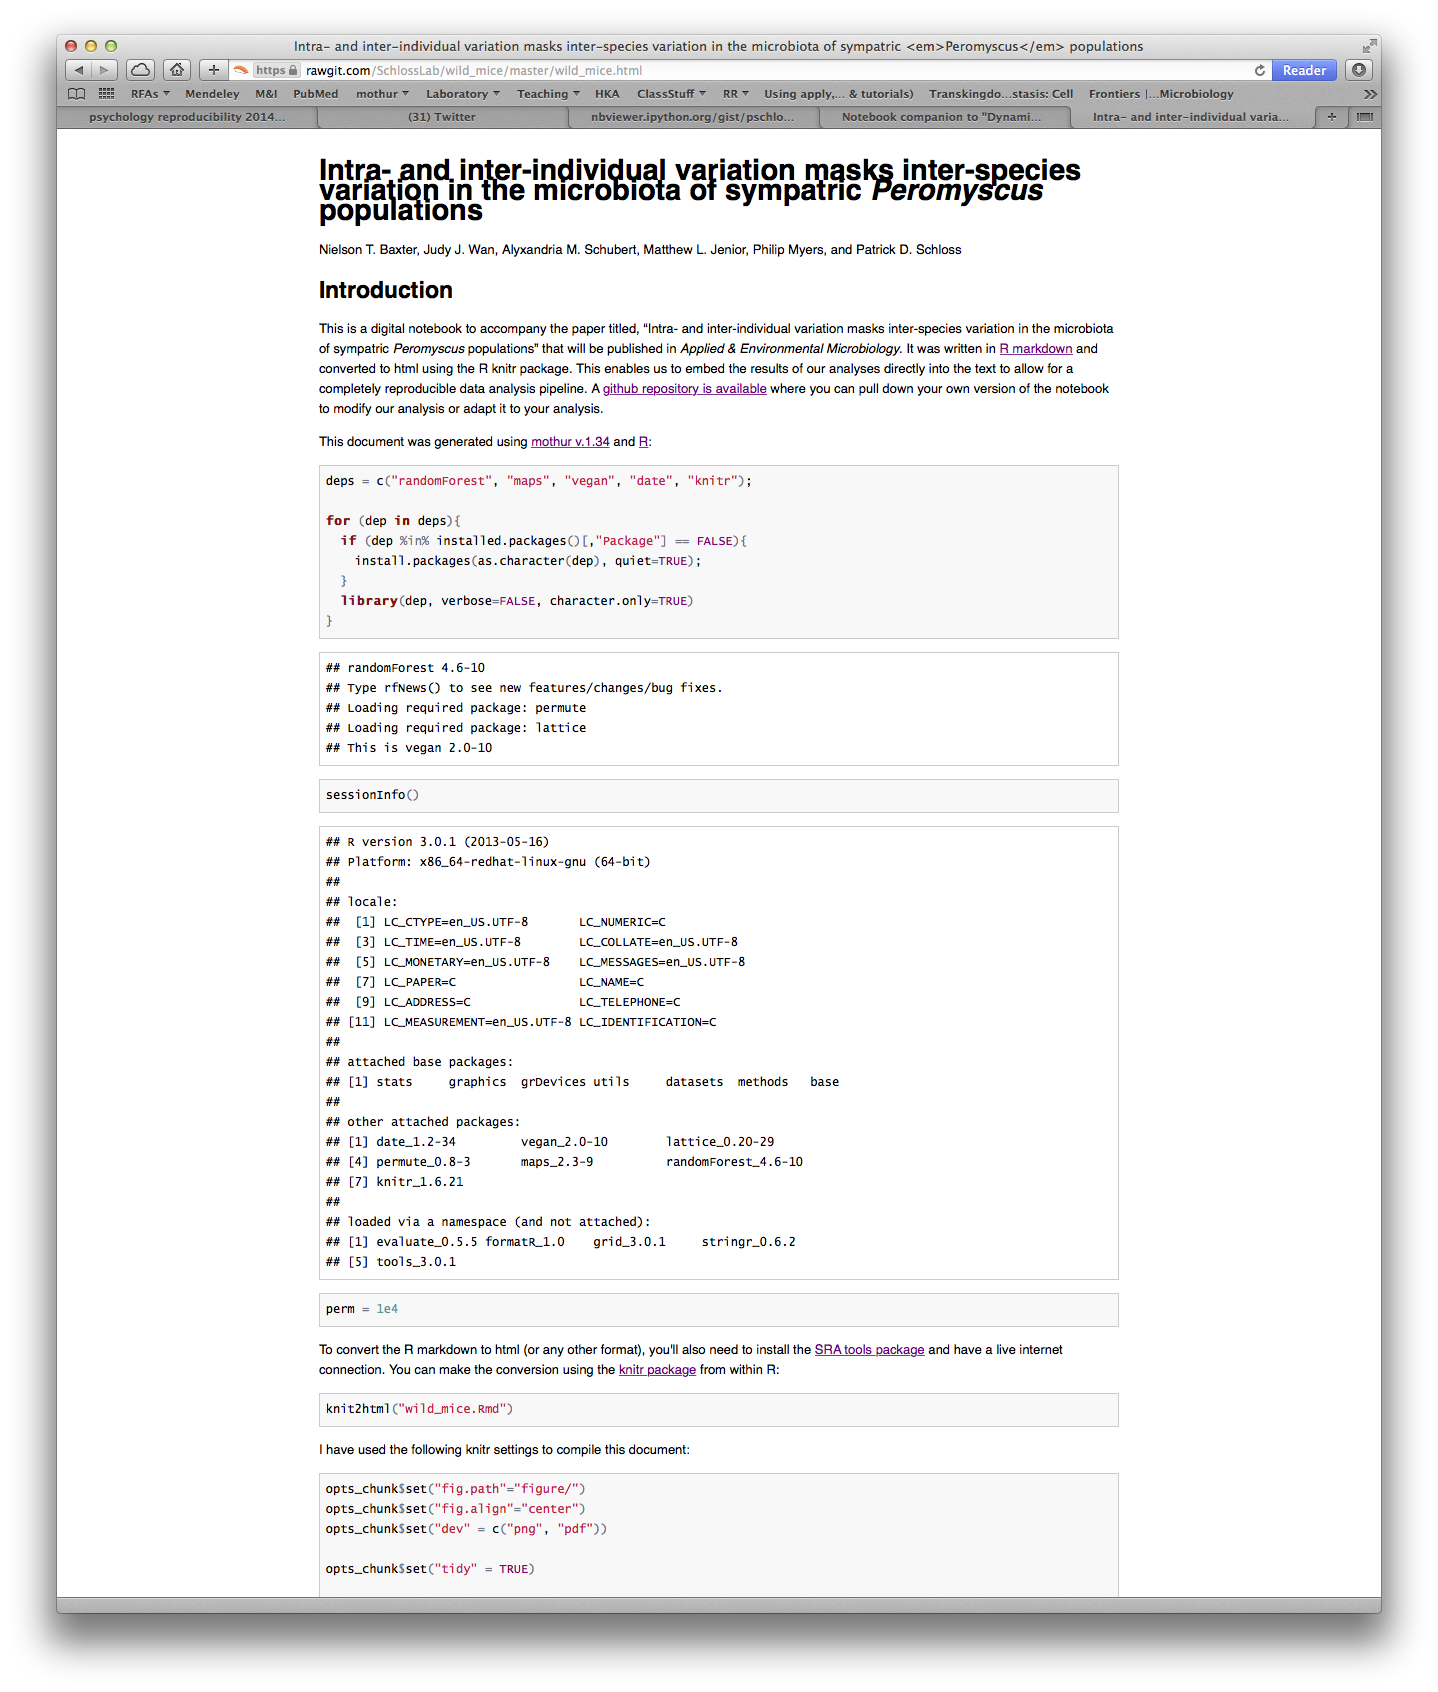 Intra- and inter-individual variation masks inter-species variation in the microbiota of sympatric <em>Peromyscus</em> populations
https rawgit.com/SchlossLab/wild_mice/master/wild_mice.html Reader
RFAs Mendeley M&I PubMed mothur Laboratory Teaching HKA ClassStuff RR Using apply,... & tutorials) Transkingdo...stasis: Cell Frontiers |...Microbiology
psychology reproducibility 2014... (31) Twitter nbviewer.ipython.org/gist/pschlo... Notebook companion to "Dynami... Intra- and inter-individual varia...
Intra- and inter-individual variation masks inter-species
variation in the microbiota of sympatric Peromyscus
populations
Nielson T. Baxter, Judy J. Wan, Alyxandria M. Schubert, Matthew L. Jenior, Philip Myers, and Patrick D. Schloss
Introduction
This is a digital notebook to accompany the paper titled, “Intra- and inter-individual variation masks inter-species variation in the microbiota
of sympatric Peromyscus populations” that will be published in Applied & Environmental Microbiology. It was written in R markdown and
converted to html using the R knitr package. This enables us to embed the results of our analyses directly into the text to allow for a
completely reproducible data analysis pipeline. A github repository is available where you can pull down your own version of the notebook
to modify our analysis or adapt it to your analysis.
This document was generated using mothur v.1.34 and R:
deps = c("randomForest", "maps", "vegan", "date", "knitr");
for (dep in deps){
  if (dep %in% installed.packages()[,"Package"] == FALSE){
    install.packages(as.character(dep), quiet=TRUE);
  }
  library(dep, verbose=FALSE, character.only=TRUE)
}
## randomForest 4.6-10
## Type rfNews() to see new features/changes/bug fixes.
## Loading required package: permute
## Loading required package: lattice
## This is vegan 2.0-10
sessionInfo()
## R version 3.0.1 (2013-05-16)
## Platform: x86_64-redhat-linux-gnu (64-bit)
##
## locale:
##  [1] LC_CTYPE=en_US.UTF-8       LC_NUMERIC=C
##  [3] LC_TIME=en_US.UTF-8        LC_COLLATE=en_US.UTF-8
##  [5] LC_MONETARY=en_US.UTF-8    LC_MESSAGES=en_US.UTF-8
##  [7] LC_PAPER=C                 LC_NAME=C
##  [9] LC_ADDRESS=C               LC_TELEPHONE=C
## [11] LC_MEASUREMENT=en_US.UTF-8 LC_IDENTIFICATION=C
##
## attached base packages:
## [1] stats     graphics  grDevices utils     datasets  methods   base
##
## other attached packages:
## [1] date_1.2-34         vegan_2.0-10        lattice_0.20-29
## [4] permute_0.8-3       maps_2.3-9          randomForest_4.6-10
## [7] knitr_1.6.21
##
## loaded via a namespace (and not attached):
## [1] evaluate_0.5.5 formatR_1.0    grid_3.0.1     stringr_0.6.2
## [5] tools_3.0.1
perm = 1e4
To convert the R markdown to html (or any other format), you'll also need to install the SRA tools package and have a live internet
connection. You can make the conversion using the knitr package from within R:
knit2html("wild_mice.Rmd")
I have used the following knitr settings to compile this document:
opts_chunk$set("fig.path"="figure/")
opts_chunk$set("fig.align"="center")
opts_chunk$set("dev" = c("png", "pdf"))
opts_chunk$set("tidy" = TRUE)